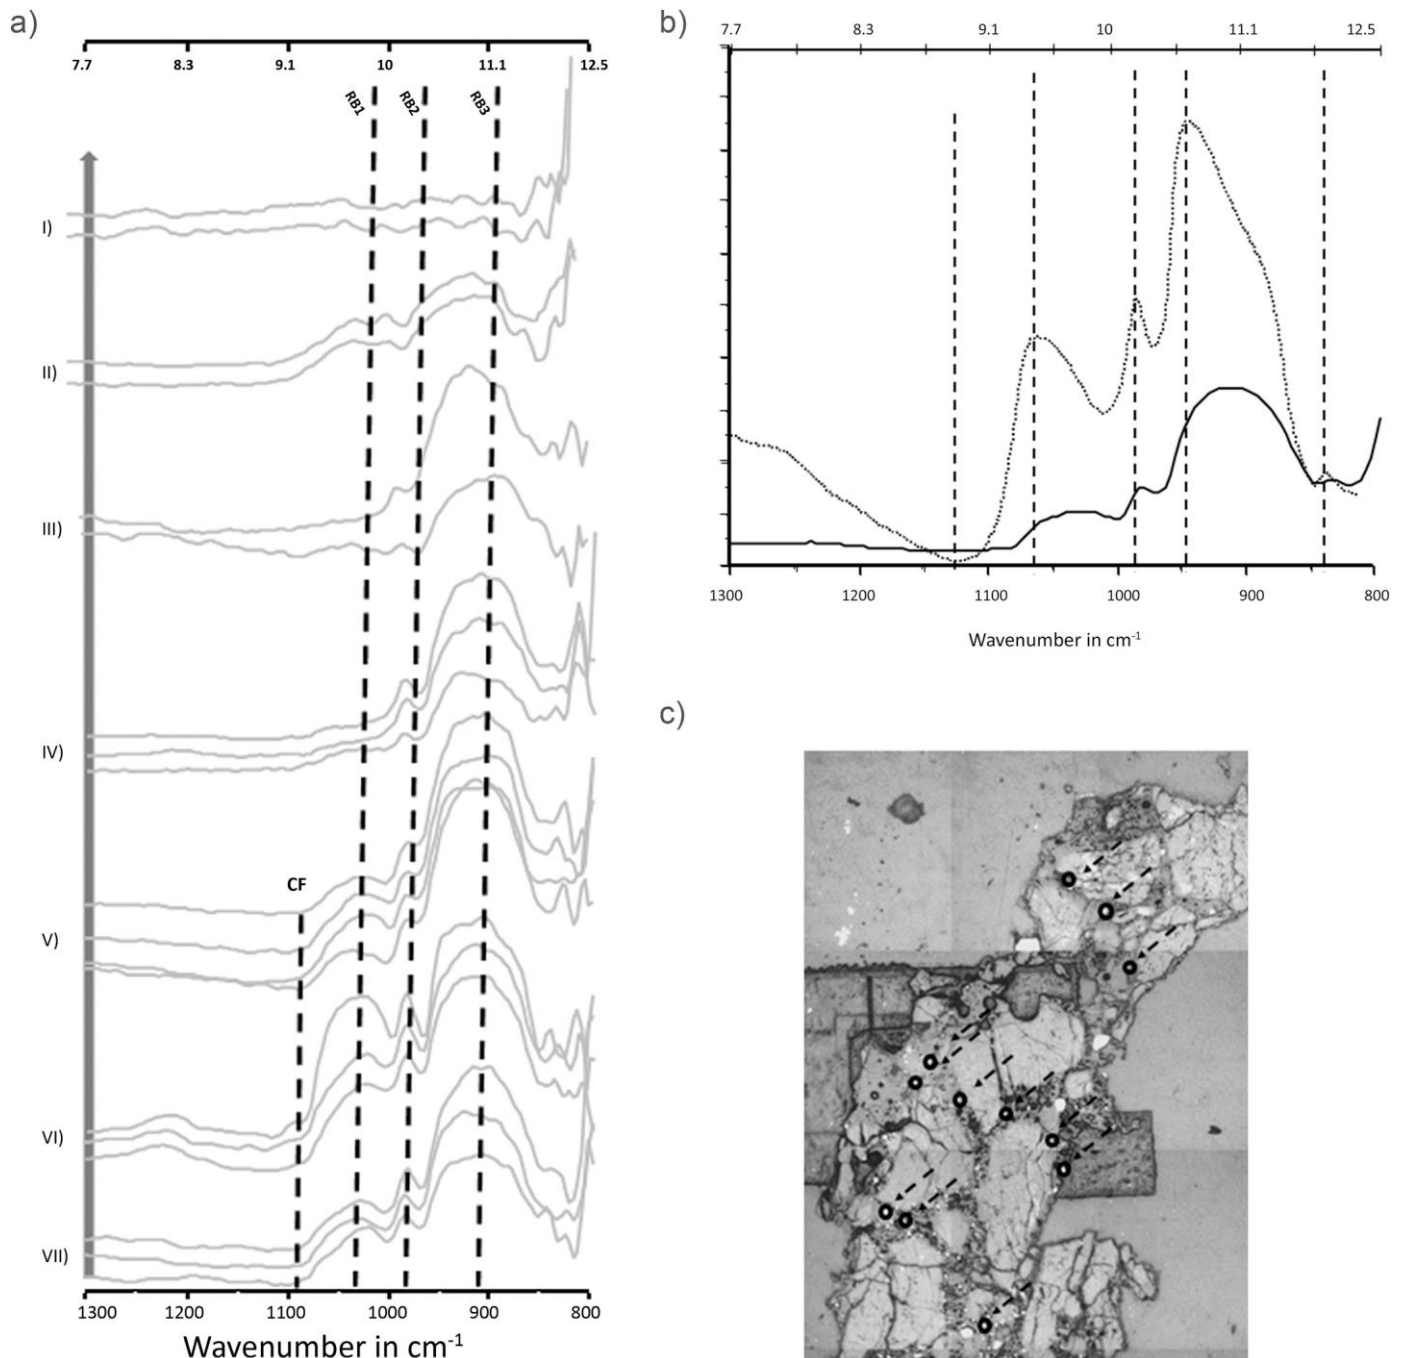 a)
7.7 8.3 9.1 10 11.1 12.5
RB1 RB2 RB3
I)
II)
III)
IV)
CF
V)
VI)
VII)
1300 1200 1100 1000 900 800
Wavenumber in cm-1
b)
7.7 8.3 9.1 10 11.1 12.5
1300 1200 1100 1000 900 800
Wavenumber in cm-1
c)